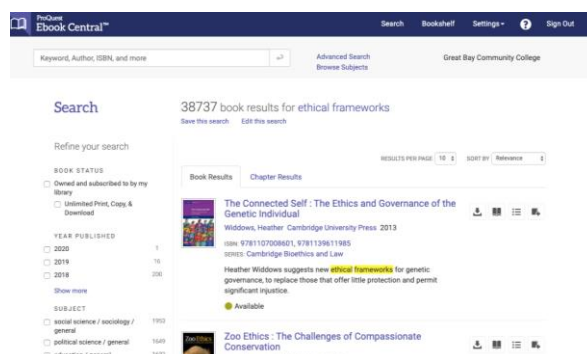 ProQuest
Ebook Central™
Search Bookshelf Settings ? Sign Out
Keyword, Author, ISBN, and more
Advanced Search
Browse Subjects
Great Bay Community College
Search
38737 book results for ethical frameworks
Save this search Edit this search
Refine your search
RESULTS PER PAGE 10 SORT BY Relevance
BOOK STATUS
Book Results Chapter Results
Owned and subscribed to by my library
Unlimited Print, Copy, & Download
YEAR PUBLISHED
2020 1
2019 16
2018 200
Show more
SUBJECT
social science / sociology / general 1953
political science / general 1649
The Connected Self : The Ethics and Governance of the
Genetic Individual
Widdows, Heather Cambridge University Press 2013
ISBN: 9781107008601, 9781139611985
SERIES: Cambridge Bioethics and Law
Heather Widdows suggests new ethical frameworks for genetic
governance, to replace those that offer little protection and permit
significant injustice.
Available
Zoo Ethics
Zoo Ethics : The Challenges of Compassionate
Conservation